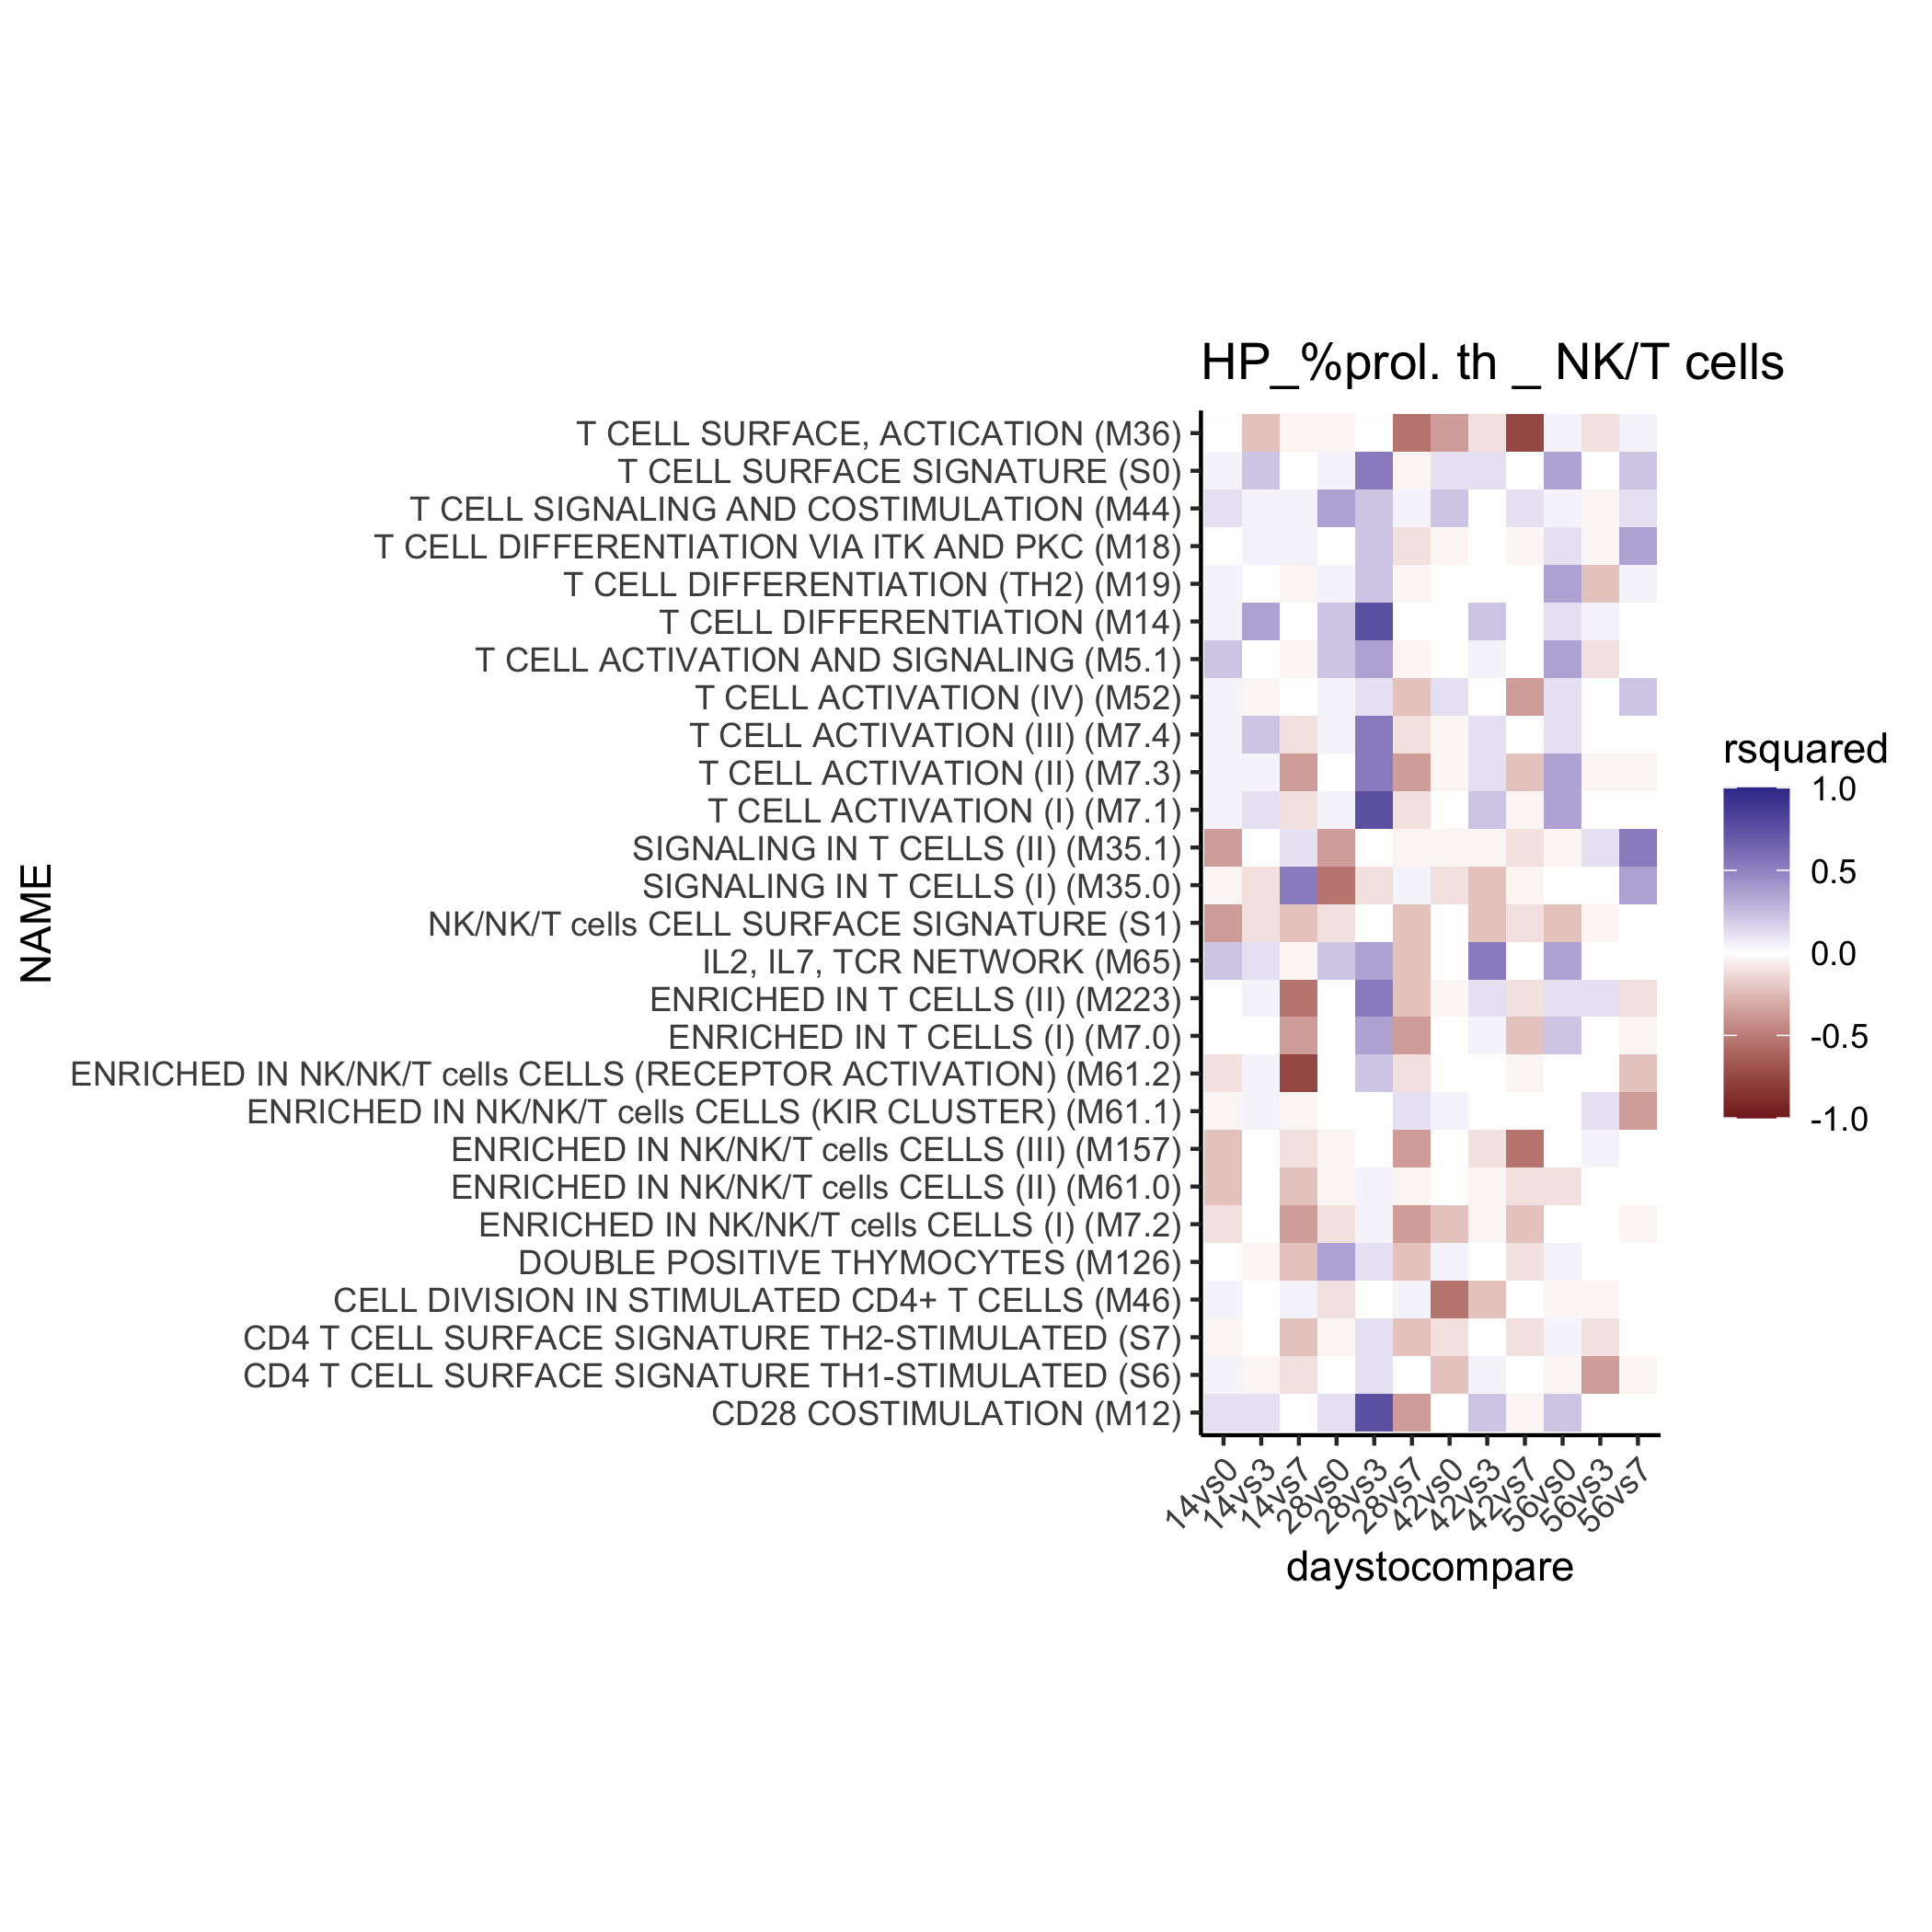 HP_%prol. th _ NK/T cells
NAME
T CELL SURFACE, ACTICATION (M36)
T CELL SURFACE SIGNATURE (S0)
T CELL SIGNALING AND COSTIMULATION (M44)
T CELL DIFFERENTIATION VIA ITK AND PKC (M18)
T CELL DIFFERENTIATION (TH2) (M19)
T CELL DIFFERENTIATION (M14)
T CELL ACTIVATION AND SIGNALING (M5.1)
T CELL ACTIVATION (IV) (M52)
T CELL ACTIVATION (III) (M7.4)
T CELL ACTIVATION (II) (M7.3)
T CELL ACTIVATION (I) (M7.1)
SIGNALING IN T CELLS (II) (M35.1)
SIGNALING IN T CELLS (I) (M35.0)
NK/NK/T cells CELL SURFACE SIGNATURE (S1)
IL2, IL7, TCR NETWORK (M65)
ENRICHED IN T CELLS (II) (M223)
ENRICHED IN T CELLS (I) (M7.0)
ENRICHED IN NK/NK/T cells CELLS (RECEPTOR ACTIVATION) (M61.2)
ENRICHED IN NK/NK/T cells CELLS (KIR CLUSTER) (M61.1)
ENRICHED IN NK/NK/T cells CELLS (III) (M157)
ENRICHED IN NK/NK/T cells CELLS (II) (M61.0)
ENRICHED IN NK/NK/T cells CELLS (I) (M7.2)
DOUBLE POSITIVE THYMOCYTES (M126)
CELL DIVISION IN STIMULATED CD4+ T CELLS (M46)
CD4 T CELL SURFACE SIGNATURE TH2-STIMULATED (S7)
CD4 T CELL SURFACE SIGNATURE TH1-STIMULATED (S6)
CD28 COSTIMULATION (M12)
14vs0
14vs3
14vs7
28vs0
28vs3
28vs7
42vs0
42vs3
42vs7
56vs0
56vs3
56vs7
daystocompare
rsquared
1.0
0.5
0.0
-0.5
-1.0